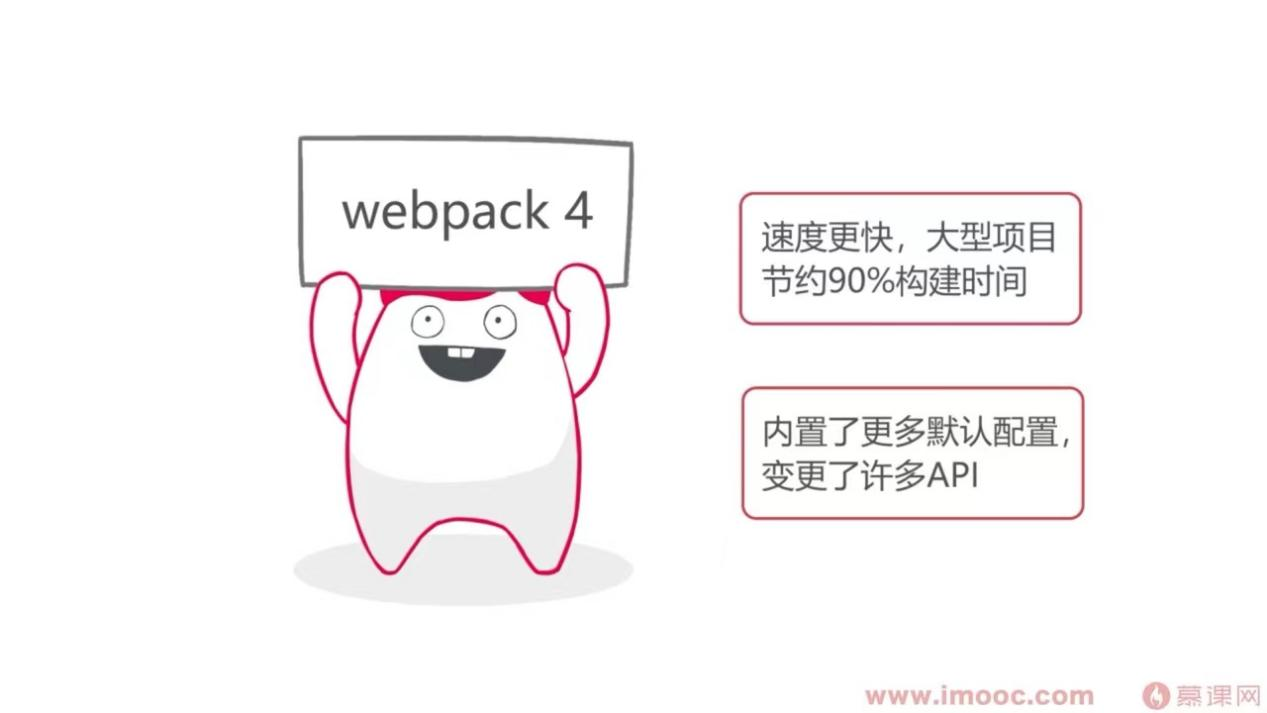 webpack 4
速度更快，大型项目
节约90%构建时间
内置了更多默认配置，
变更了许多API
www.imooc.com 慕课网